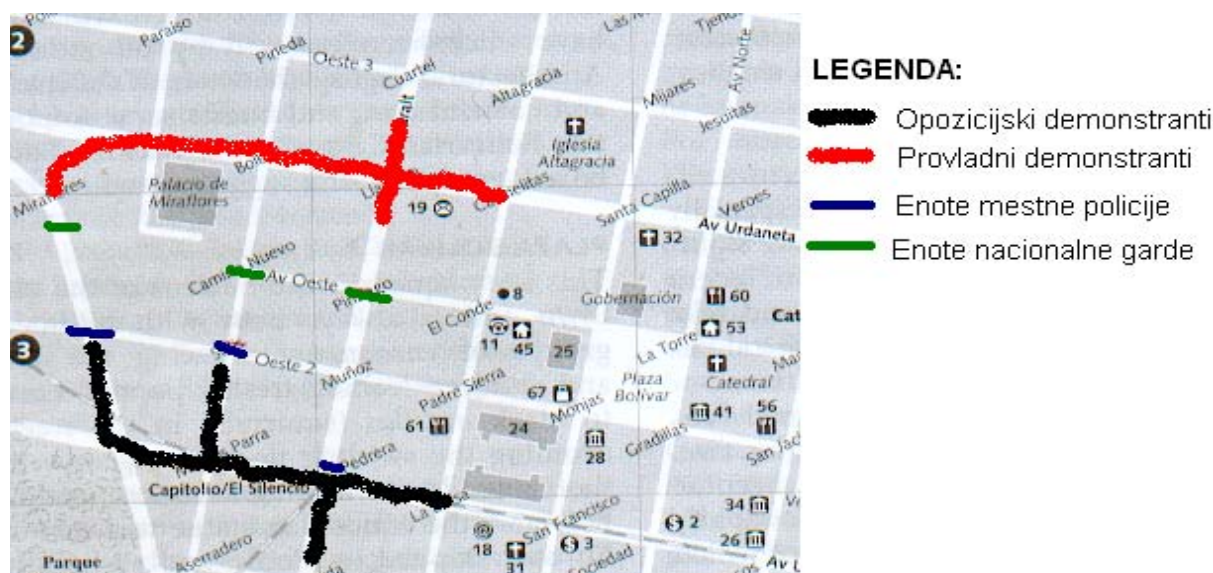 2
Paraiso
Pineda
Oeste 3
Cuartel
Altagracia
Mijares
Jesuitas
Av Norte
Iglesia
Altagracia
Palacio de
Miraflores
19
Santa Capilla
Veroes
Av Urdaneta
32
Nuevo
Av Oeste
El Conde
8
Gobernación
60
53
11
45
25
La Torre
3
Oeste 2
Muñoz
Padre Sierra
67
Plaza
Bolívar
Catedral
Monjas
41
56
61
24
28
Gradillas
Parra
Pedrera
Capitolio/El Silencio
San Francisco
2
34
26
18
31
3
Sociedad
Aserradero
Parque
LEGENDA:
Opozicijski demonstranti
Provladni demonstranti
Enote mestne policije
Enote nacionalne garde